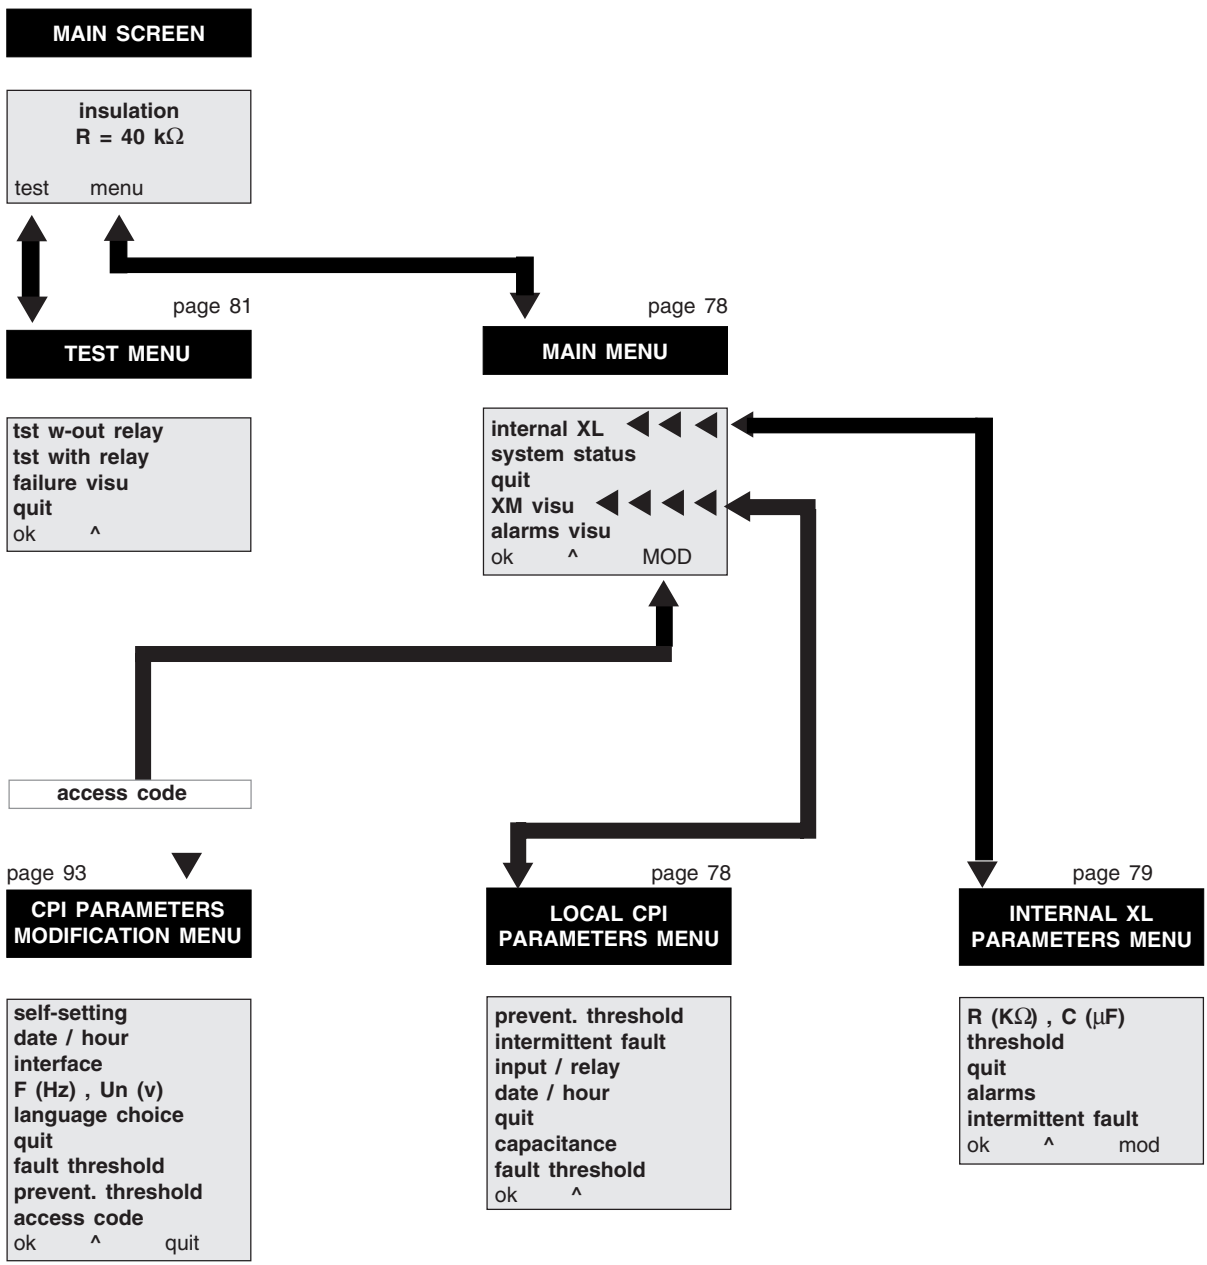 MAIN SCREEN
insulation
R = 40 kΩ
test menu
page 81
TEST MENU
tst w-out relay
tst with relay
failure visu
quit
ok ^
page 78
MAIN MENU
internal XL
system status
quit
XM visu
alarms visu
ok ^ MOD
access code
page 93
CPI PARAMETERS
MODIFICATION MENU
self-setting
date / hour
interface
F (Hz) , Un (v)
language choice
quit
fault threshold
prevent. threshold
access code
ok ^ quit
page 78
LOCAL CPI
PARAMETERS MENU
prevent. threshold
intermittent fault
input / relay
date / hour
quit
capacitance
fault threshold
ok ^
page 79
INTERNAL XL
PARAMETERS MENU
R (KΩ) , C (µF)
threshold
quit
alarms
intermittent fault
ok ^ mod